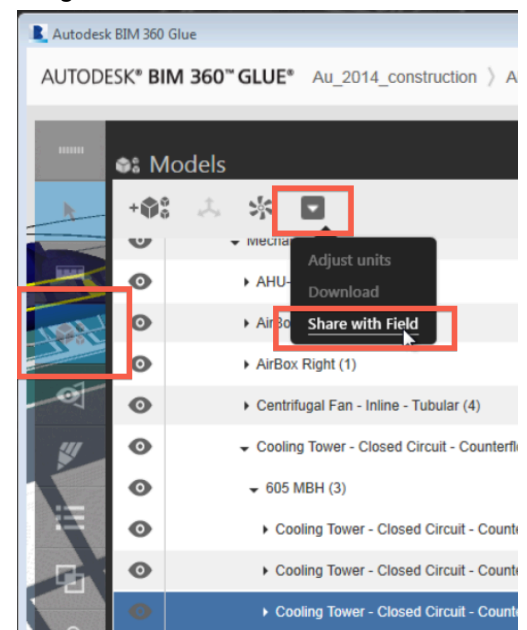 Autodesk BIM 360 Glue
AUTODESK® BIM 360™ GLUE® Au_2014_construction 〉 A
Models
Adjust units
AHU-
Download
Share with Field
AirBox Right (1)
Centrifugal Fan - Inline - Tubular (4)
Cooling Tower - Closed Circuit - Counterfl
605 MBH (3)
Cooling Tower - Closed Circuit - Counte
Cooling Tower - Closed Circuit - Counte
Cooling Tower - Closed Circuit - Counte